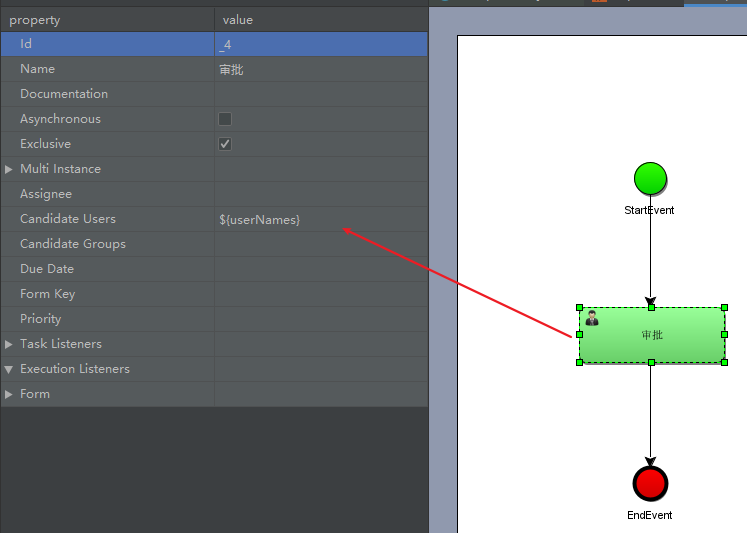 property value
Id _4
Name 审批
Documentation
Asynchronous
Exclusive
Multi Instance
Assignee
Candidate Users ${userNames}
Candidate Groups
Due Date
Form Key
Priority
Task Listeners
Execution Listeners
Form
StartEvent
审批
EndEvent